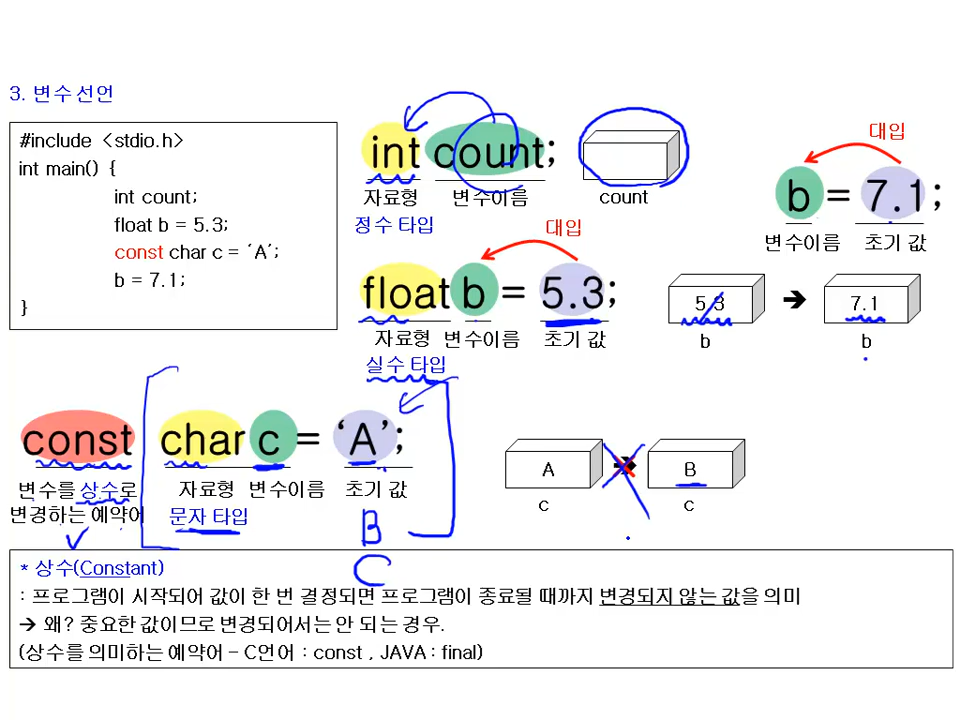 3. 변수 선언
#include <stdio.h>
int main() {
int count;
float b = 5.3;
const char c = ‘A’;
b = 7.1;
}
int count;
자료형 변수이름
정수 타입
count
대입
b = 7.1;
변수이름 초기 값
대입
float b = 5.3;
자료형 변수이름 초기 값
실수 타입
5.3 ➔ 7.1
b b
const char c = ‘A’;
변수를 상수로
변경하는 예약어
자료형 변수이름 초기 값
문자 타입
B
C
A ➔ B
c c
* 상수(Constant)
: 프로그램이 시작되어 값이 한 번 결정되면 프로그램이 종료될 때까지 변경되지 않는 값을 의미
➔ 왜? 중요한 값이므로 변경되어서는 안 되는 경우.
(상수를 의미하는 예약어 – C언어 : const , JAVA : final)